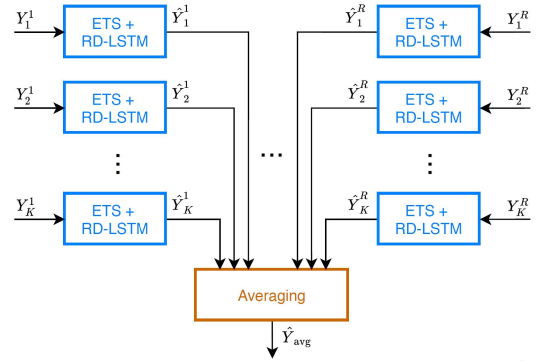 Y_1^1 ETS + RD-LSTM Ŷ_1^1 Ŷ_1^R ETS + RD-LSTM Y_1^R
Y_2^1 ETS + RD-LSTM Ŷ_2^1 Ŷ_2^R ETS + RD-LSTM Y_2^R
⋮ ... ⋮
Y_K^1 ETS + RD-LSTM Ŷ_K^1 Ŷ_K^R ETS + RD-LSTM Y_K^R
Averaging
Ŷ_avg